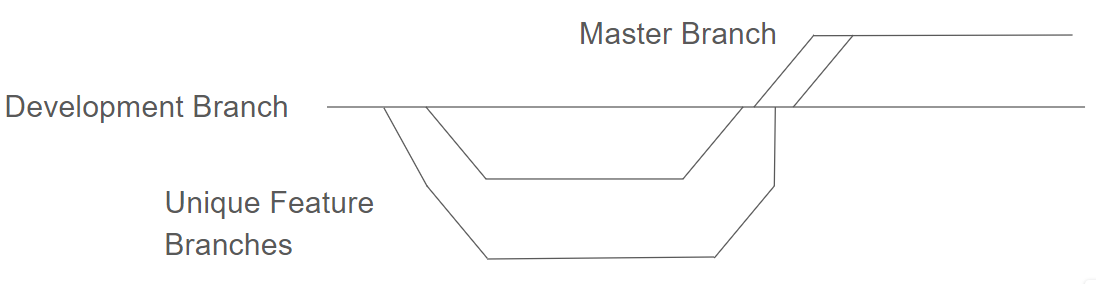 Master Branch
Development Branch
Unique Feature
Branches